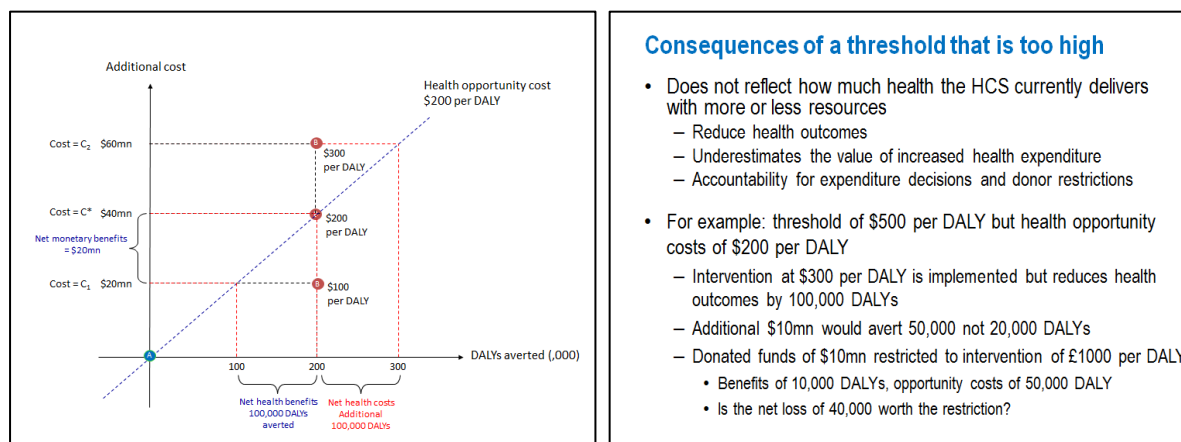 Additional cost
Health opportunity cost
$200 per DALY
Cost = C₂ $60mn
B
$300
per DALY
Cost = C* $40mn
$200
per DALY
Net monetary benefits
= $20mn
Cost = C₁ $20mn
B
$100
per DALY
A
DALYs averted (,000)
100 200 300
Net health benefits
100,000 DALYs
averted
Net health costs
Additional
100,000 DALYs
Consequences of a threshold that is too high
• Does not reflect how much health the HCS currently delivers
with more or less resources
– Reduce health outcomes
– Underestimates the value of increased health expenditure
– Accountability for expenditure decisions and donor restrictions
• For example: threshold of $500 per DALY but health opportunity
costs of $200 per DALY
– Intervention at $300 per DALY is implemented but reduces health
outcomes by 100,000 DALYs
– Additional $10mn would avert 50,000 not 20,000 DALYs
– Donated funds of $10mn restricted to intervention of £1000 per DALY
• Benefits of 10,000 DALYs, opportunity costs of 50,000 DALY
• Is the net loss of 40,000 worth the restriction?